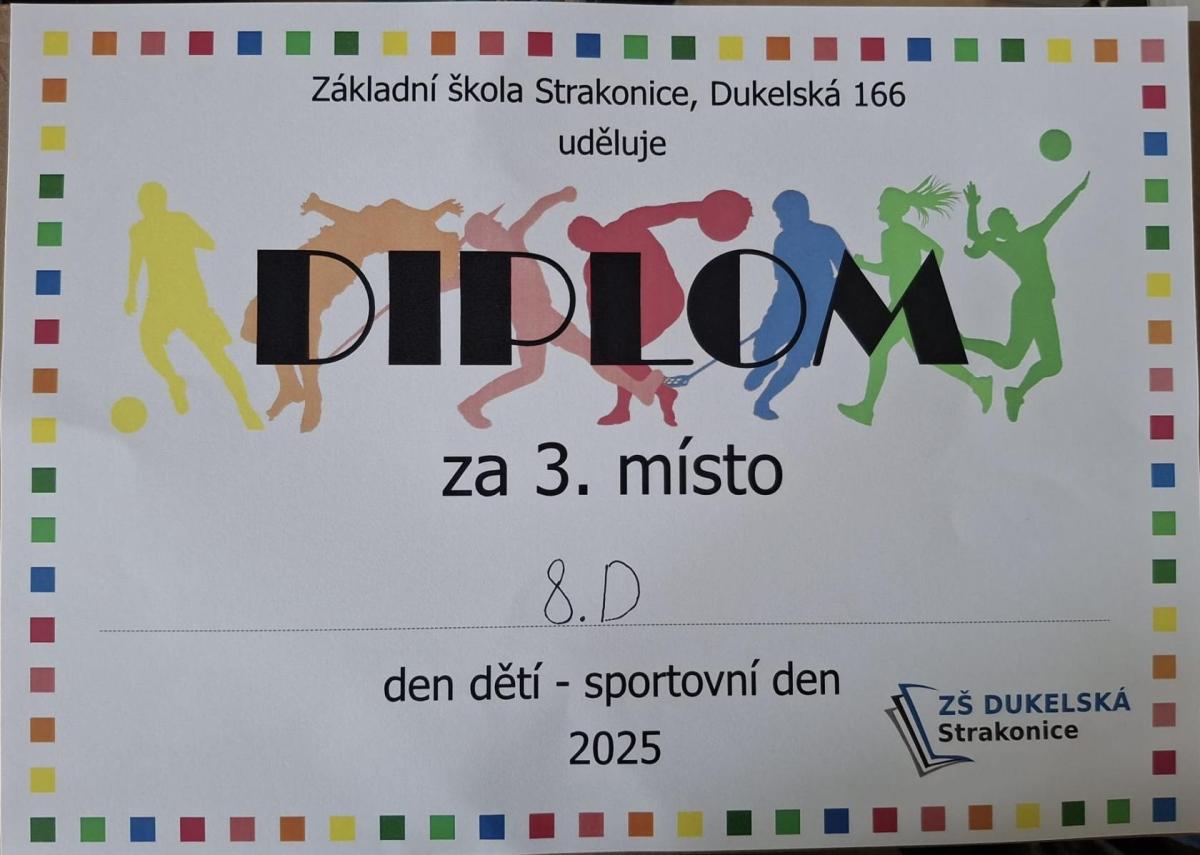 Základní škola Strakonice, Dukelská 166
uděluje
DIPLOM
za 3. místo
8.D
den dětí - sportovní den
2025
ZŠ DUKELSKÁ
Strakonice